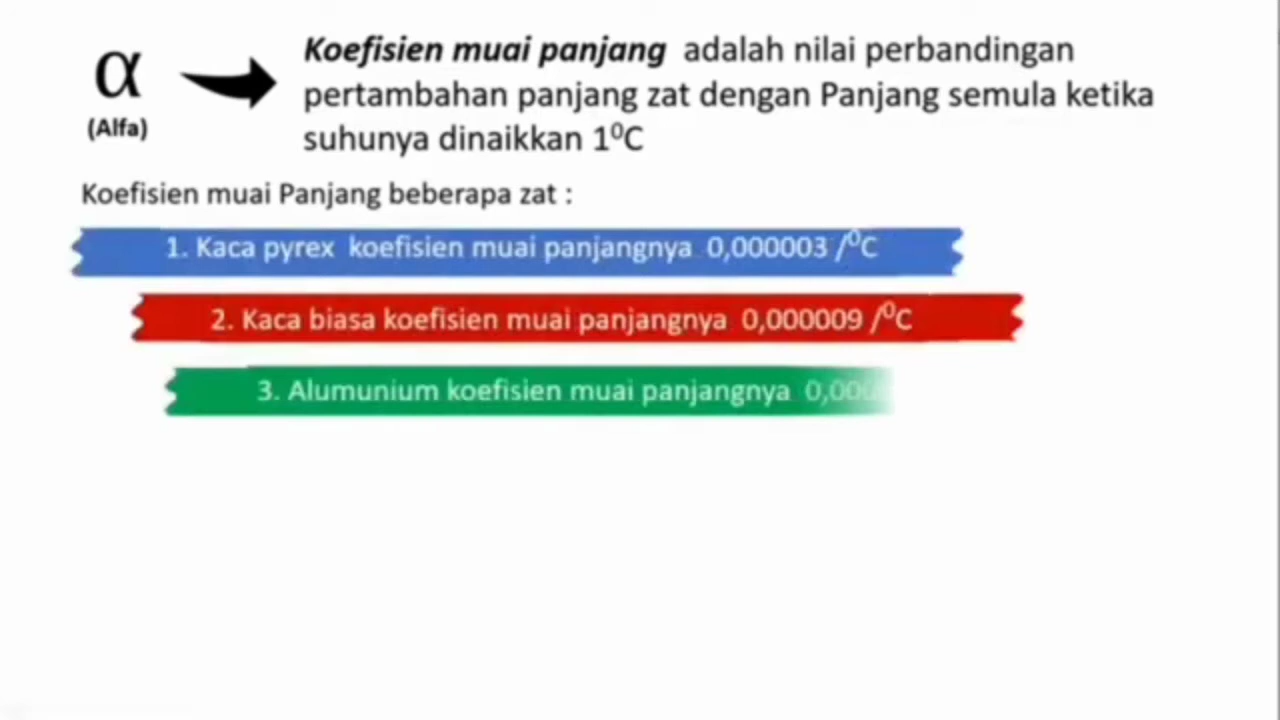 α
(Alfa)
Koefisien muai panjang adalah nilai perbandingan
pertambahan panjang zat dengan Panjang semula ketika
suhunya dinaikkan 1⁰C
Koefisien muai Panjang beberapa zat :
1. Kaca pyrex koefisien muai panjangnya 0,000003 /⁰C
2. Kaca biasa koefisien muai panjangnya 0,000009 /⁰C
3. Alumunium koefisien muai panjangnya 0,00